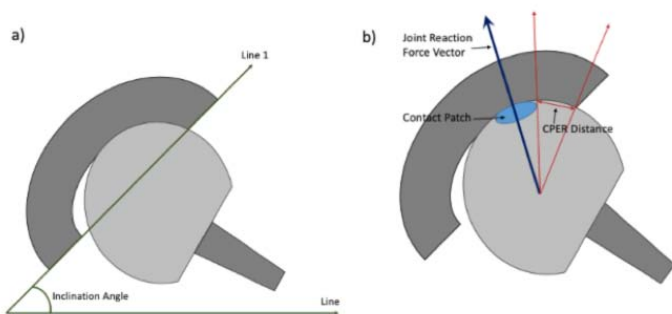 a)
Line 1
Inclination Angle
Line
b)
Joint Reaction
Force Vector
Contact Patch
CPER Distance